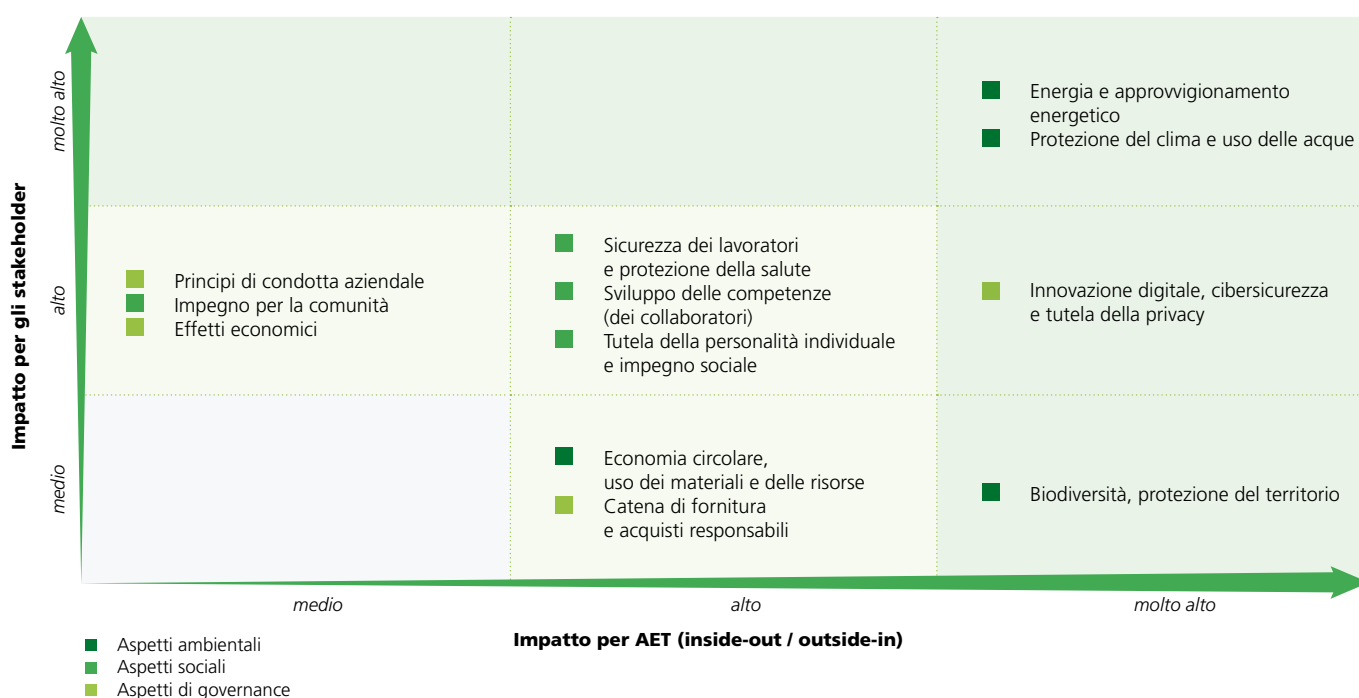 Impatto per gli stakeholder
molto alto
alto
medio
Energia e approvvigionamento
energetico
Protezione del clima e uso delle acque
Principi di condotta aziendale
Impegno per la comunità
Effetti economici
Sicurezza dei lavoratori
e protezione della salute
Sviluppo delle competenze
(dei collaboratori)
Tutela della personalità individuale
e impegno sociale
Innovazione digitale, cibersicurezza
e tutela della privacy
Economia circolare,
uso dei materiali e delle risorse
Catena di fornitura
e acquisti responsabili
Biodiversità, protezione del territorio
medio
alto
molto alto
Impatto per AET (inside-out / outside-in)
Aspetti ambientali
Aspetti sociali
Aspetti di governance